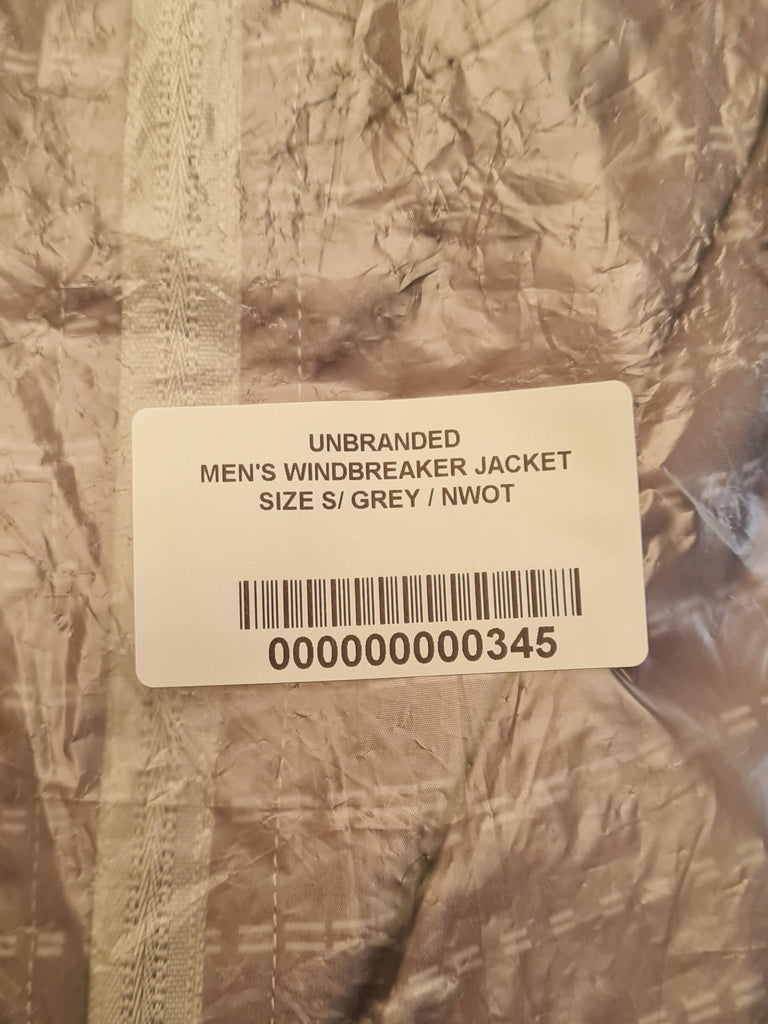 UNBRANDED
MEN'S WINDBREAKER JACKET
SIZE S/ GREY / NWOT
000000000345